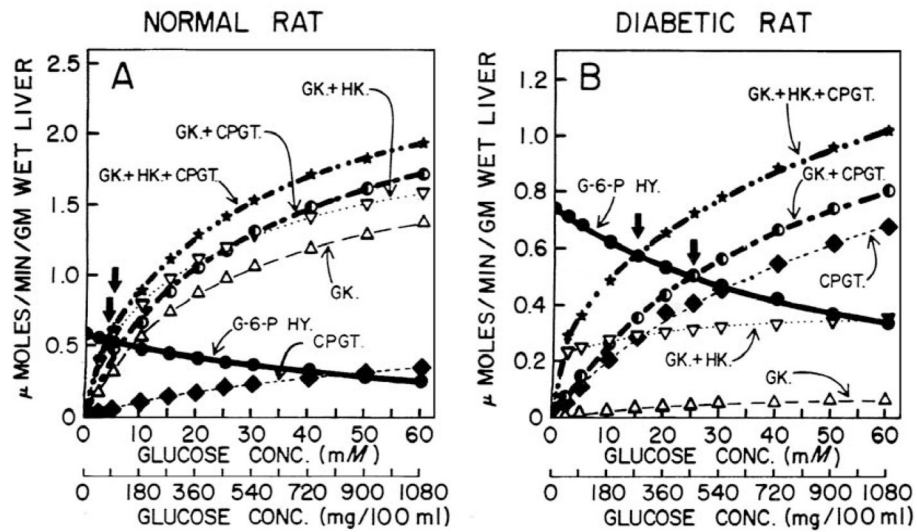 NORMAL RAT
A
μ MOLES/MIN/GM WET LIVER
2.5
2.0
1.5
1.0
0.5
0
GK.+HK.
GK.+CPGT.
GK.+HK.+CPGT.
GK.
G-6-P HY.
CPGT.
0 10 20 30 40 50 60
GLUCOSE CONC. (mM)
0 180 360 540 720 900 1080
GLUCOSE CONC. (mg/100 ml)
DIABETIC RAT
B
μ MOLES/MIN/GM WET LIVER
1.2
1.0
0.8
0.6
0.4
0.2
0
GK.+HK.+CPGT.
G-6-P HY.
GK.+CPGT.
CPGT.
GK.+HK.
GK.
0 10 20 30 40 50 60
GLUCOSE CONC. (mM)
0 180 360 540 720 900 1080
GLUCOSE CONC. (mg/100 ml)